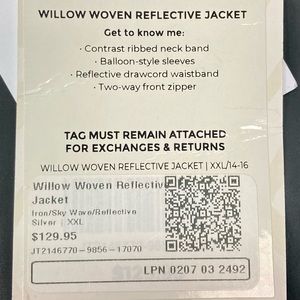 WILLOW WOVEN REFLECTIVE JACKET
Get to know me:
· Contrast ribbed neck band
· Balloon-style sleeves
· Reflective drawcord waistband
· Two-way front zipper
TAG MUST REMAIN ATTACHED
FOR EXCHANGES & RETURNS
WILLOW WOVEN REFLECTIVE JACKET | XXL/14-16
Willow Woven Reflectiv
Jacket
Iron/Sky Wave/Reflective
Silver | XXL
$129.95
JT2146770-9856-17070
LPN 0207 03 2492